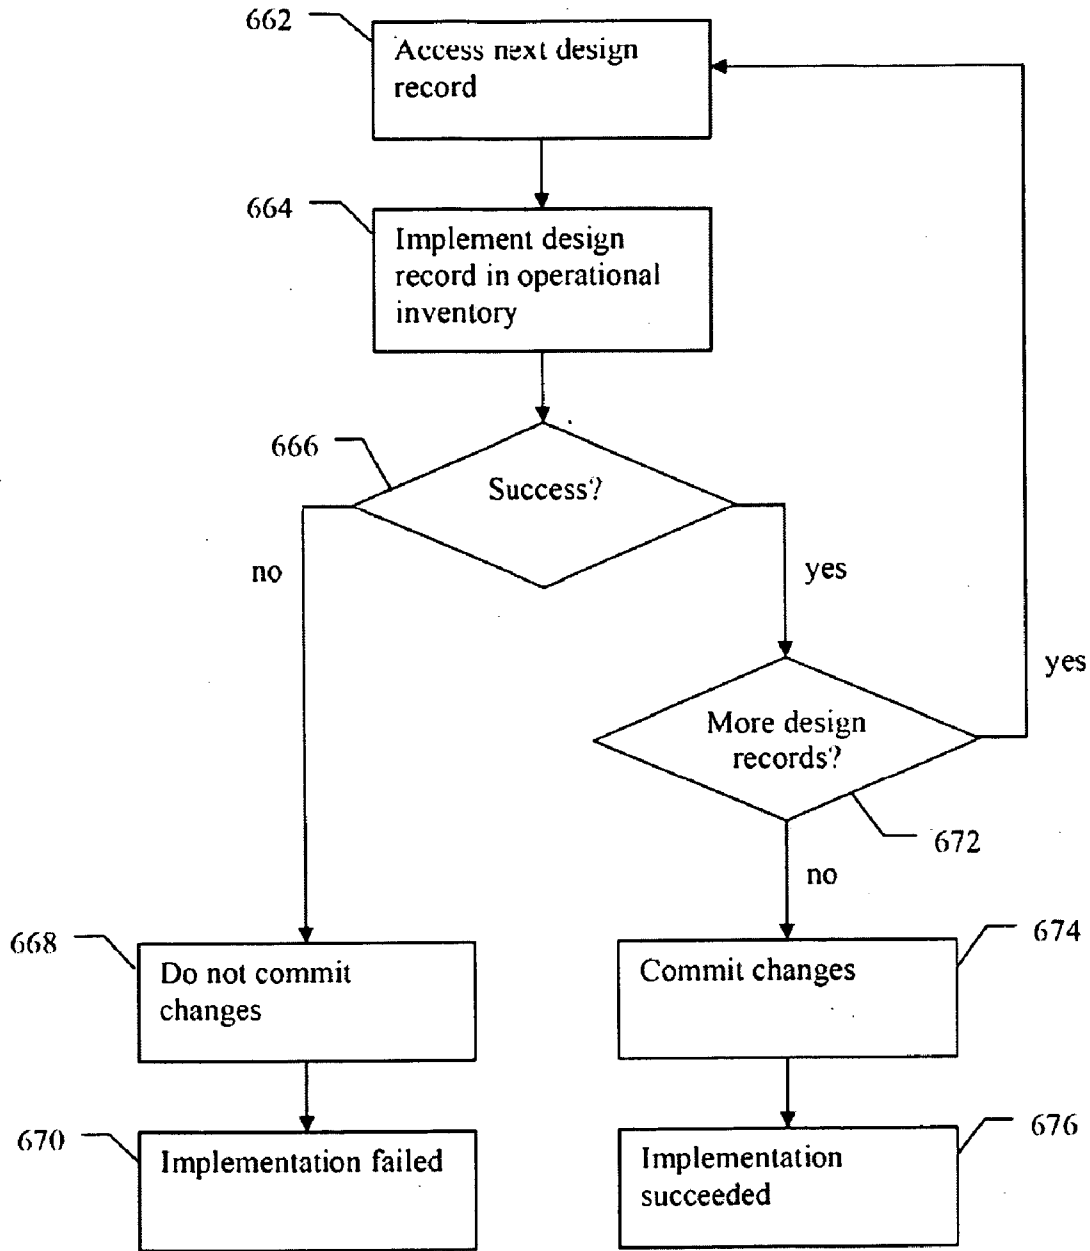 662
Access next design
record
664
Implement design
record in operational
inventory
666
Success?
no
yes
yes
More design
records?
672
no
668
Do not commit
changes
674
Commit changes
670
Implementation failed
676
Implementation
succeeded